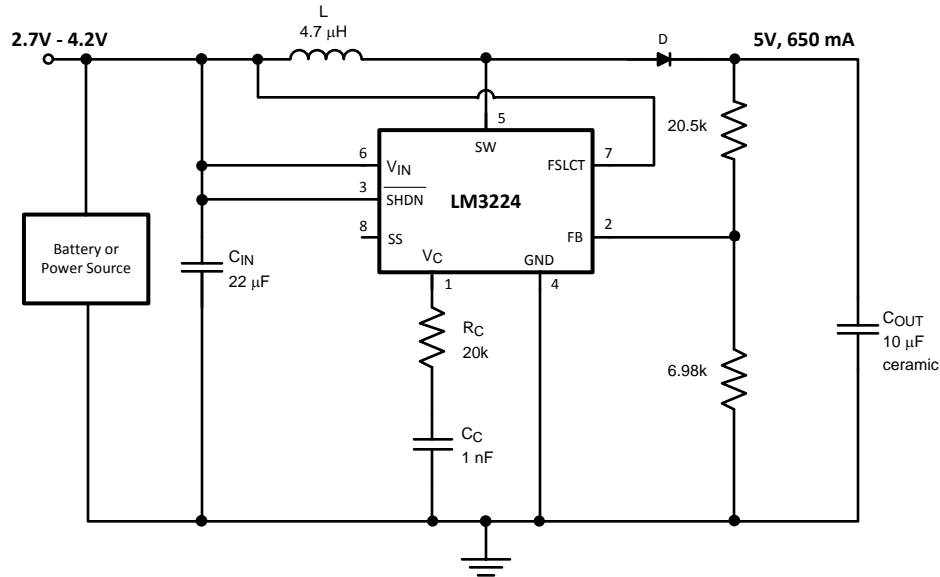 L
4.7 μH
2.7V - 4.2V
D
5V, 650 mA
5
SW
20.5k
6
VIN
FSLCT
7
3
SHDN
LM3224
8
SS
FB
2
VC
GND
1
4
Battery or
Power Source
CIN
22 μF
RC
20k
COUT
10 μF
ceramic
6.98k
CC
1 nF